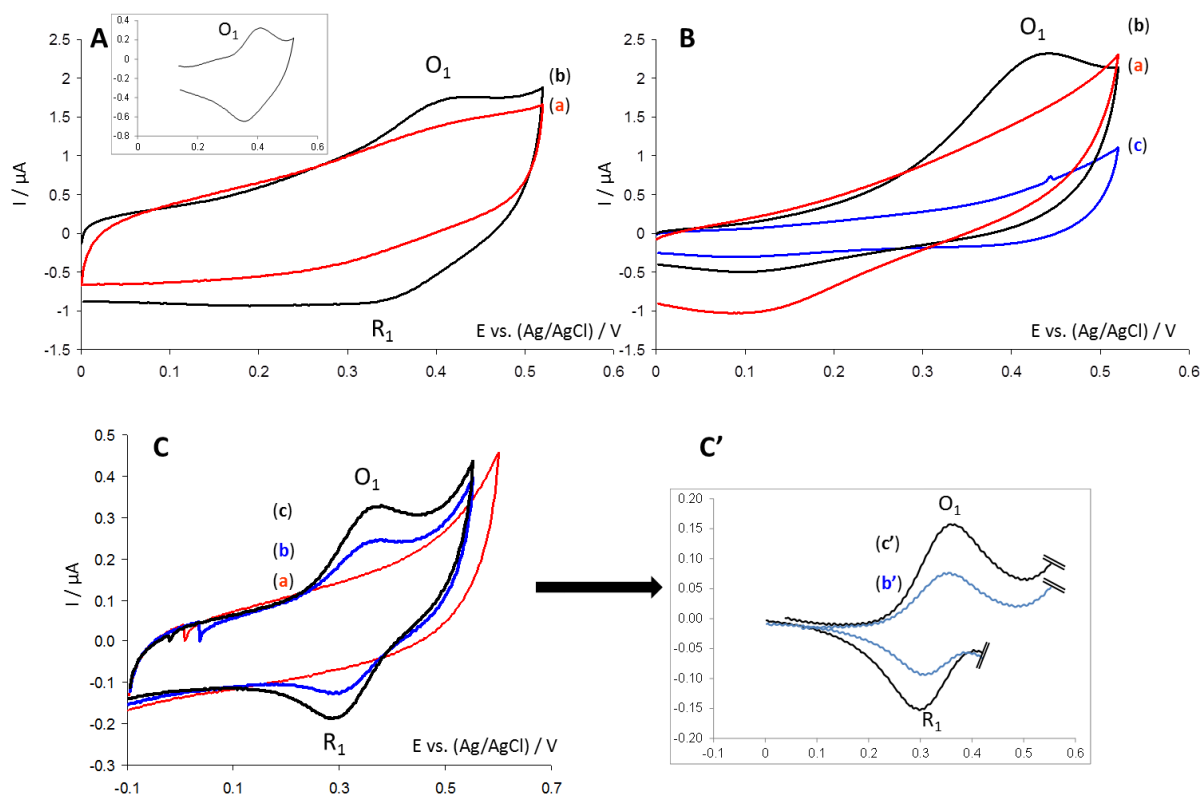 A
0.4
0.2
0
-0.2
-0.4
-0.6
-0.8
0
0.2
0.4
0.6
O1
2.5
2
1.5
1
0.5
0
-0.5
-1
-1.5
I / µA
O1
(b)
(a)
R1
E vs. (Ag/AgCl) / V
0
0.1
0.2
0.3
0.4
0.5
0.6
B
2.5
2
1.5
1
0.5
0
-0.5
-1
-1.5
I / µA
O1
(b)
(a)
(c)
E vs. (Ag/AgCl) / V
0
0.1
0.2
0.3
0.4
0.5
0.6
C
0.5
0.4
0.3
0.2
0.1
0.0
-0.1
-0.2
-0.3
I / µA
O1
(c)
(b)
(a)
R1
E vs. (Ag/AgCl) / V
-0.1
0.1
0.3
0.5
0.7
C’
0.20
0.15
0.10
0.05
0.00
-0.05
-0.10
-0.15
-0.20
O1
(c’)
(b’)
R1
-0.1
0
0.1
0.2
0.3
0.4
0.5
0.6